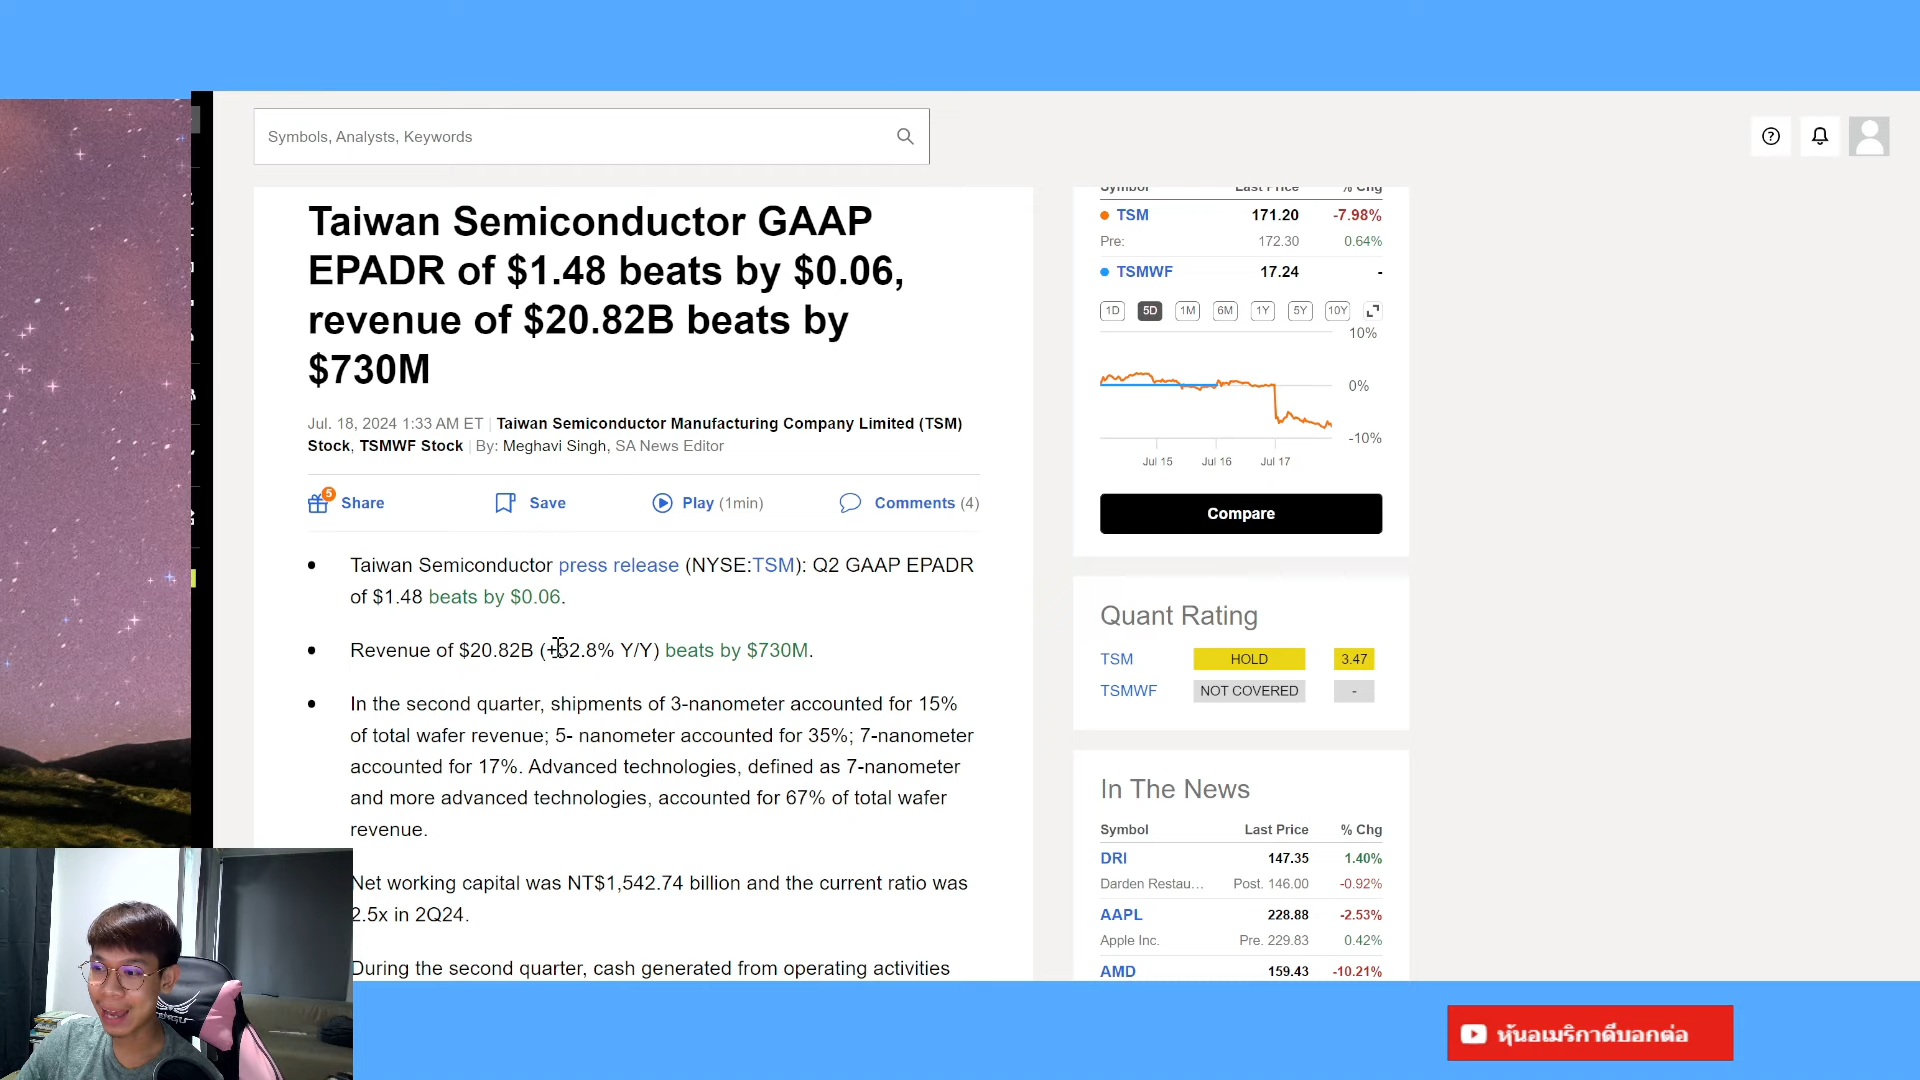 Symbols, Analysts, Keywords
Taiwan Semiconductor GAAP
EPADR of $1.48 beats by $0.06,
revenue of $20.82B beats by
$730M
Jul. 18, 2024 1:33 AM ET | Taiwan Semiconductor Manufacturing Company Limited (TSM)
Stock, TSMWF Stock | By: Meghavi Singh, SA News Editor
5
Share
Save
Play (1min)
Comments (4)
• Taiwan Semiconductor press release (NYSE:TSM): Q2 GAAP EPADR
of $1.48 beats by $0.06.
• Revenue of $20.82B (+32.8% Y/Y) beats by $730M.
• In the second quarter, shipments of 3-nanometer accounted for 15%
of total wafer revenue; 5- nanometer accounted for 35%; 7-nanometer
accounted for 17%. Advanced technologies, defined as 7-nanometer
and more advanced technologies, accounted for 67% of total wafer
revenue.
Net working capital was NT$1,542.74 billion and the current ratio was
2.5x in 2Q24.
During the second quarter, cash generated from operating activities
Symbol Last Price % Chg
TSM 171.20 -7.98%
Pre: 172.30 0.64%
TSMWF 17.24 -
1D 5D 1M 6M 1Y 5Y 10Y
10%
0%
-10%
Jul 15 Jul 16 Jul 17
Compare
Quant Rating
TSM HOLD 3.47
TSMWF NOT COVERED -
In The News
Symbol Last Price % Chg
DRI 147.35 1.40%
Darden Restau... Post. 146.00 -0.92%
AAPL 228.88 -2.53%
Apple Inc. Pre. 229.83 0.42%
AMD 159.43 -10.21%
หุ้นอเมริกาดีบอกต่อ